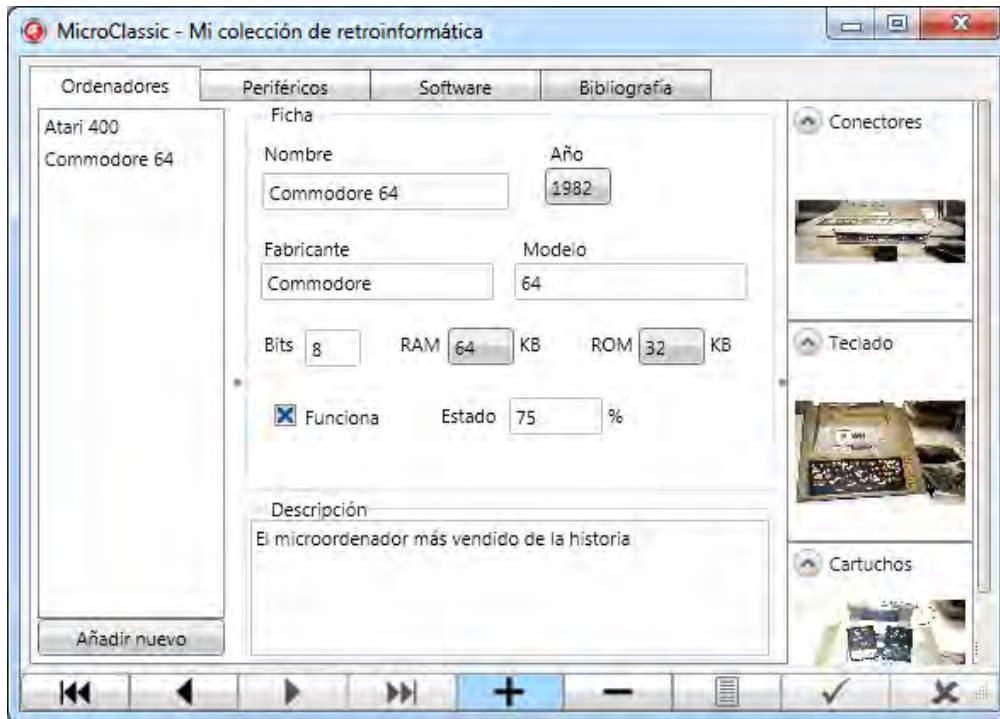 MicroClassic - Mi colección de retroinformática
Ordenadores
Periféricos
Software
Bibliografía
Atari 400
Commodore 64
Añadir nuevo
Ficha
Nombre
Año
Commodore 64
1982
Fabricante
Modelo
Commodore
64
Bits 8 RAM 64 KB ROM 32 KB
Funciona Estado 75 %
Descripción
El microordenador más vendido de la historia
Conectores
Teclado
Cartuchos